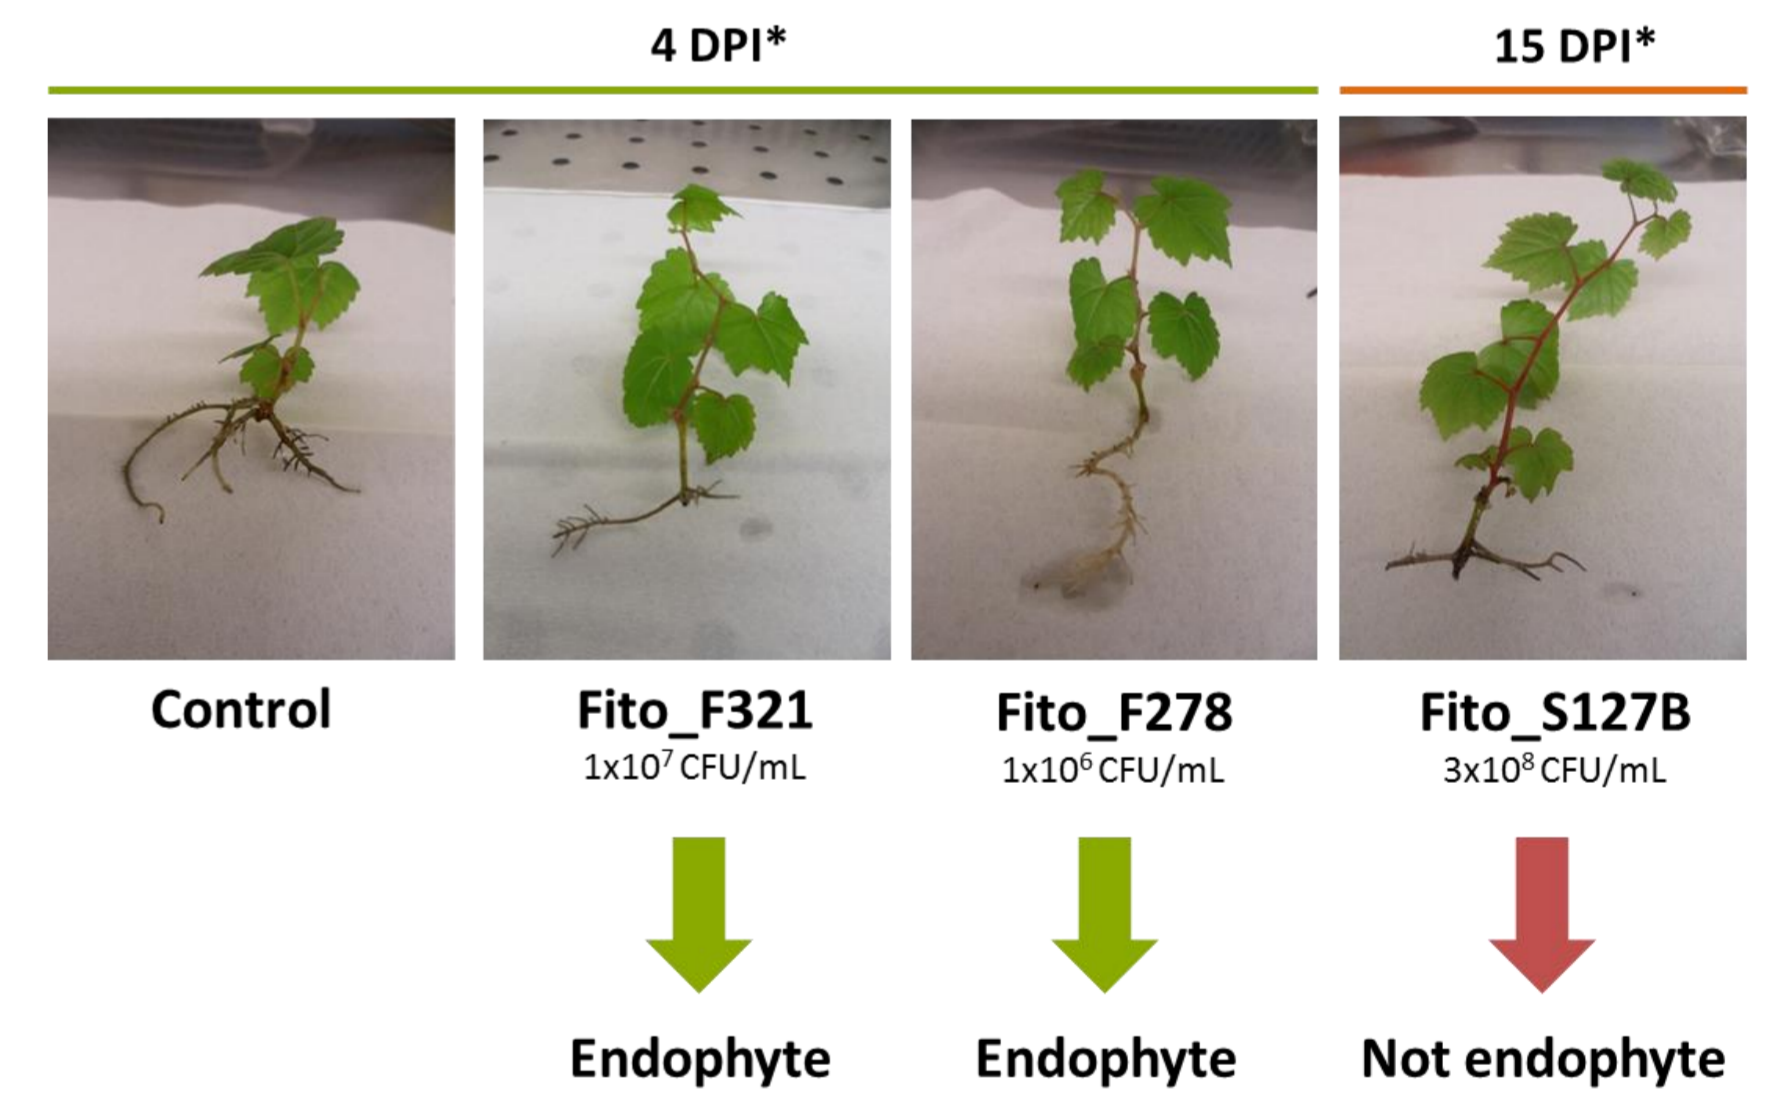 4 DPI*
15 DPI*
Control
Fito_F321
1x10⁷ CFU/mL
Fito_F278
1x10⁶ CFU/mL
Fito_S127B
3x10⁸ CFU/mL
Endophyte
Endophyte
Not endophyte